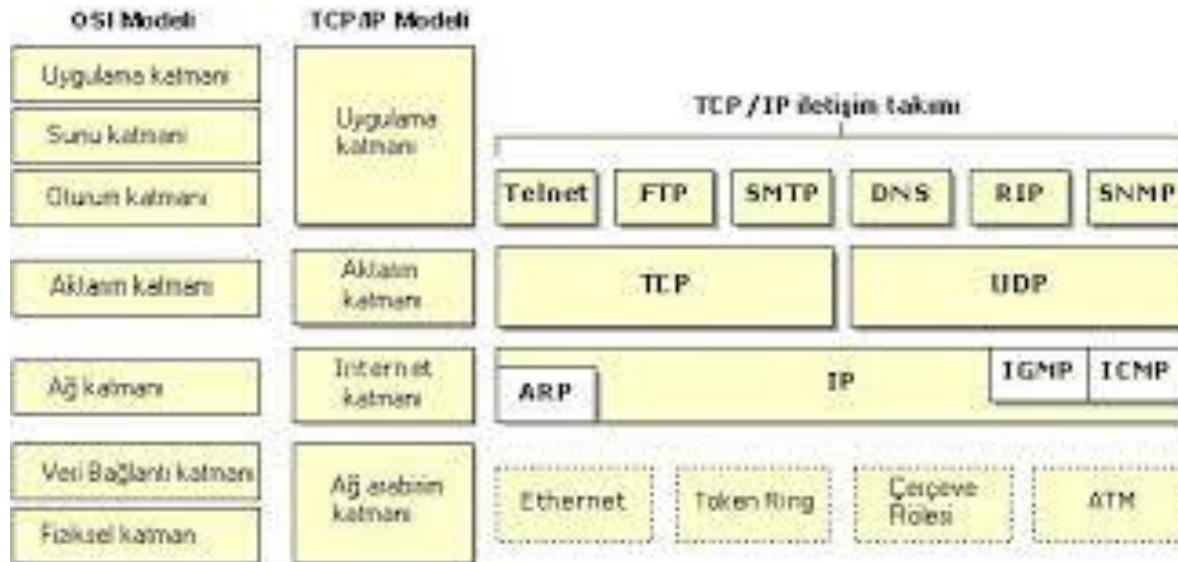 OSI Modeli
TCP/IP Modeli
Uygulama katmanı
Sunu katmanı
Oturum katmanı
Uygulama
katmanı
TCP/IP iletişim takımı
Telnet
FTP
SMTP
DNS
RIP
SNMP
Aktarım katmanı
Aktarım
katmanı
TCP
UDP
Ağ katmanı
Internet
katmanı
ARP
IP
IGMP
ICMP
Veri Bağlantı katmanı
Fiziksel katman
Ağ arabirim
katmanı
Ethernet
Token Ring
Çerçeve
Rölesi
ATM